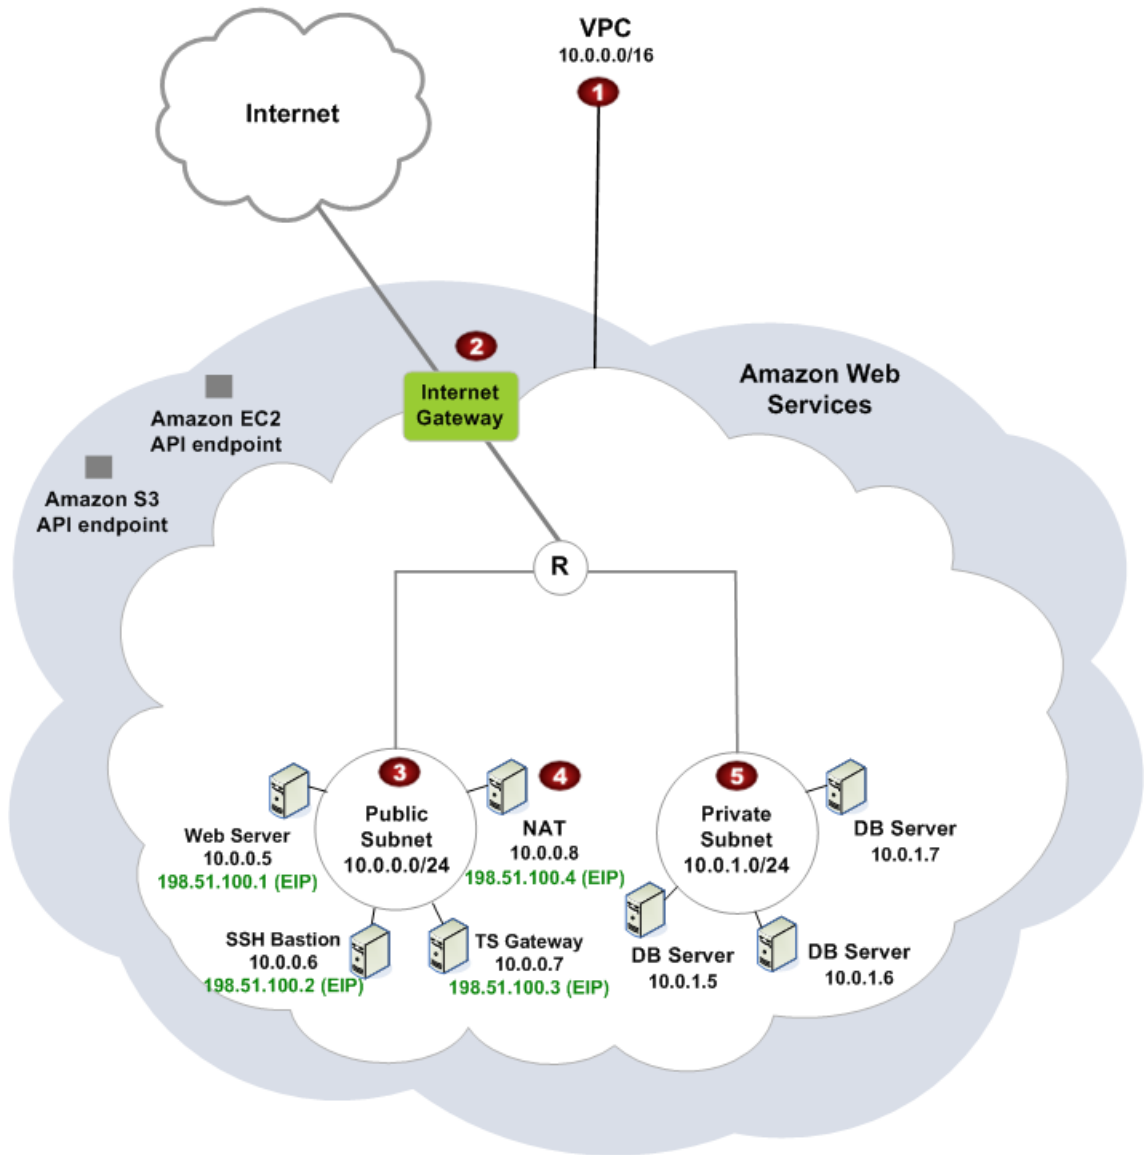 VPC
10.0.0.0/16
1
Internet
2
Internet
Gateway
Amazon Web
Services
Amazon EC2
API endpoint
Amazon S3
API endpoint
R
3
Public
Subnet
10.0.0.0/24
4
5
Private
Subnet
10.0.1.0/24
Web Server
10.0.0.5
198.51.100.1 (EIP)
NAT
10.0.0.8
198.51.100.4 (EIP)
DB Server
10.0.1.7
SSH Bastion
10.0.0.6
198.51.100.2 (EIP)
TS Gateway
10.0.0.7
198.51.100.3 (EIP)
DB Server
10.0.1.5
DB Server
10.0.1.6